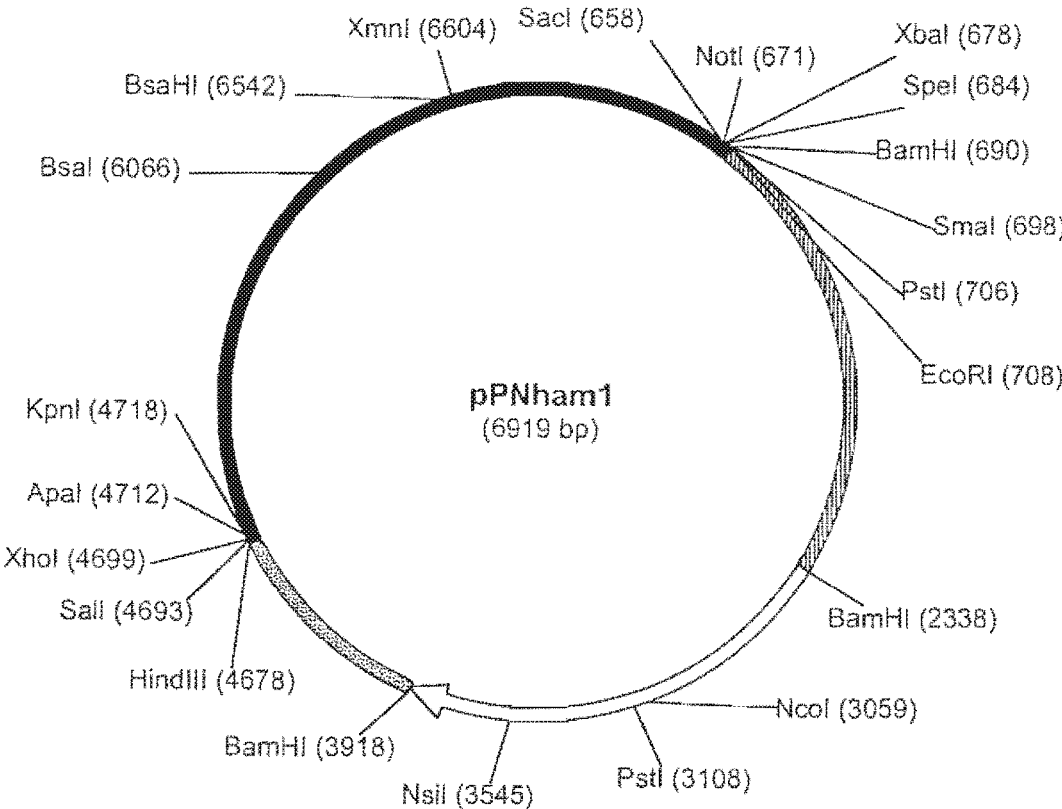 XmnI (6604)
SacI (658)
XbaI (678)
NotI (671)
SpeI (684)
BsaHI (6542)
BamHI (690)
BsaI (6066)
SmaI (698)
PstI (706)
EcoRI (708)
pPNham1
(6919 bp)
KpnI (4718)
ApaI (4712)
XhoI (4699)
SalI (4693)
HindIII (4678)
BamHI (2338)
BamHI (3918)
NcoI (3059)
PstI (3108)
NsiI (3545)